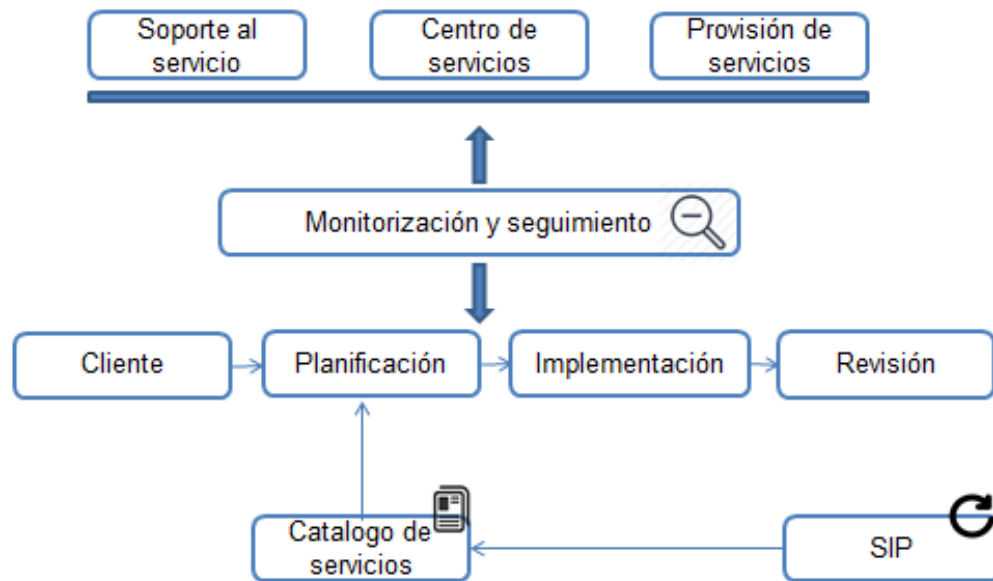 Soporte al
servicio
Centro de
servicios
Provisión de
servicios
Monitorización y seguimiento
Cliente
Planificación
Implementación
Revisión
Catalogo de
servicios
SIP